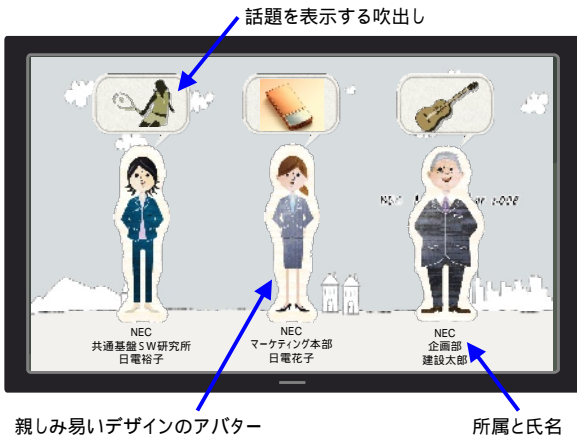 話題を表示する吹出し
NEC
共通基盤SW研究所
日電裕子
NEC
マーケティング本部
日電花子
NEC
企画部
建設太郎
親しみ易いデザインのアバター
所属と氏名